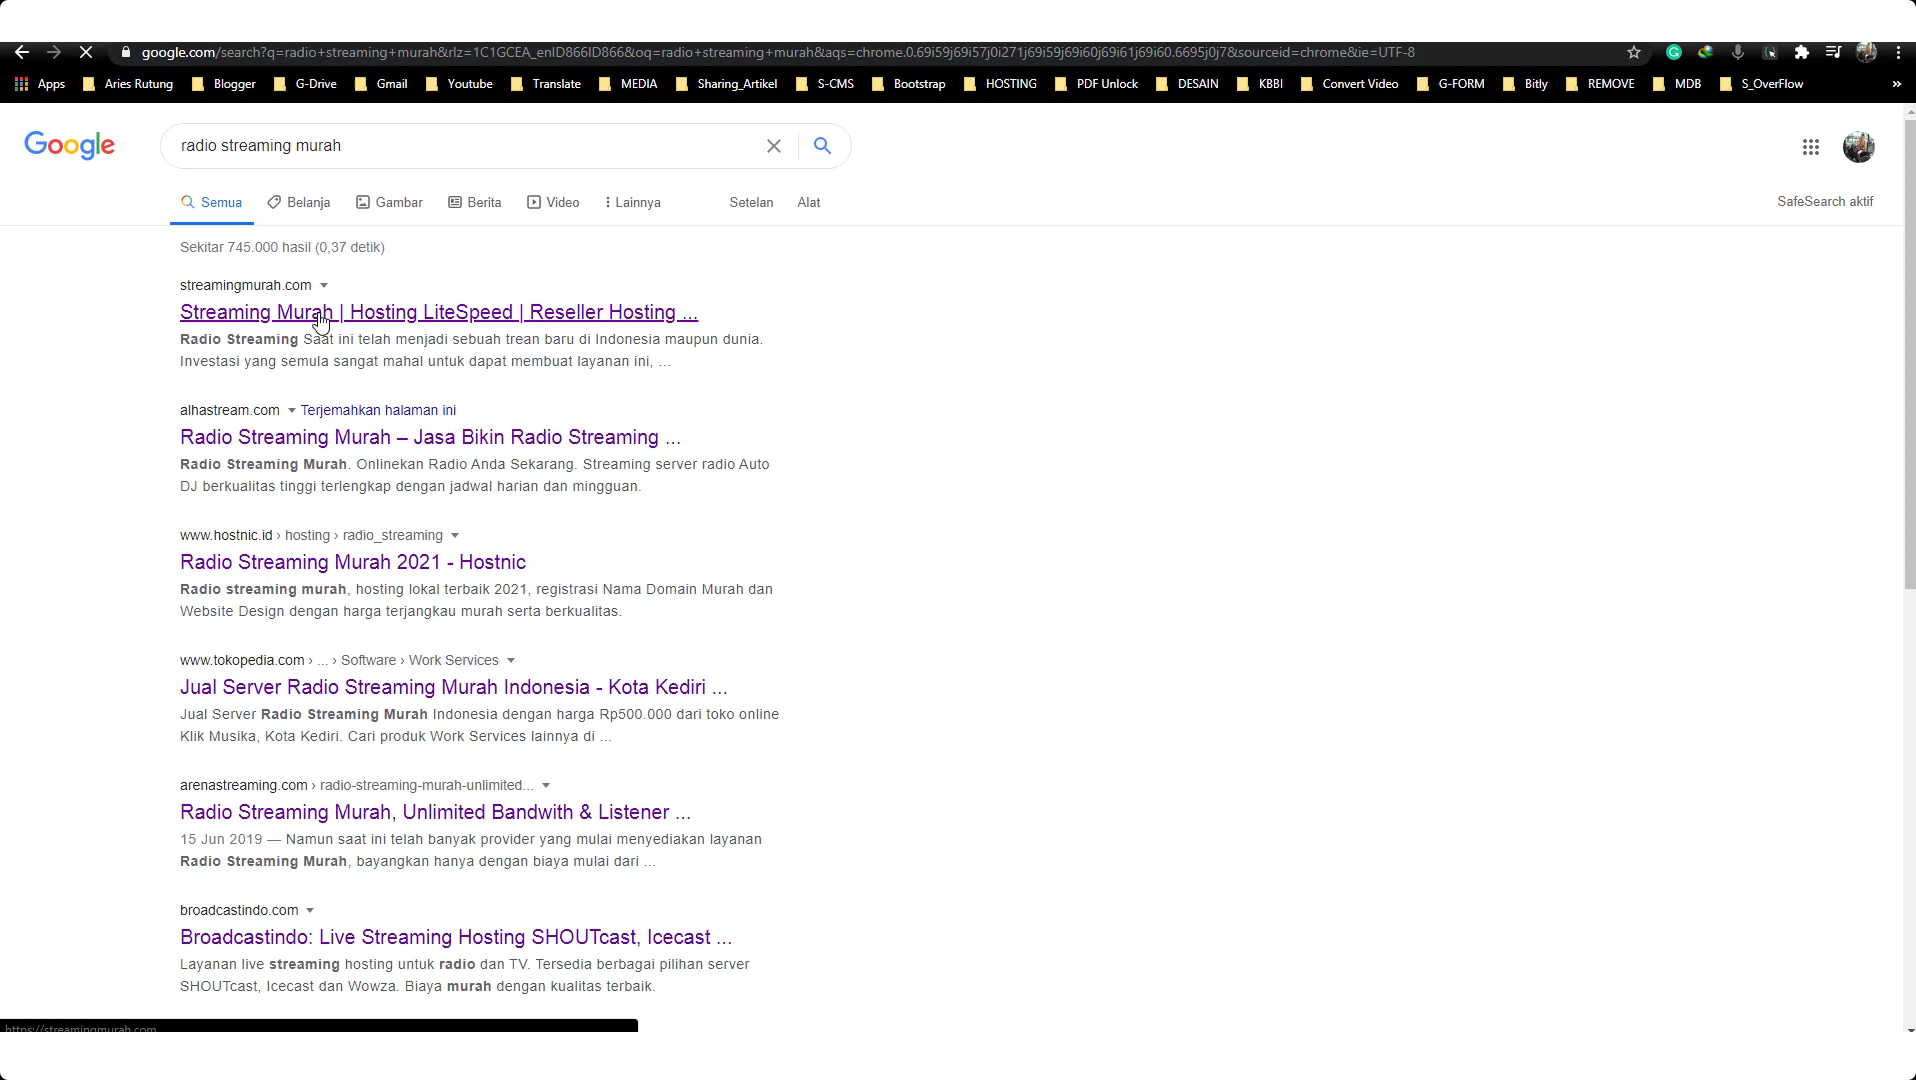 google.com/search?q=radio+streaming+murah&rlz=1C1GCEA_enID866ID866&oq=radio+streaming+murah&aqs=chrome.0.69i59j69i57j0i271j69i59j69i60j69i61j69i60.6695j0j7&sourceid=chrome&ie=UTF-8
Apps Aries Rutung Blogger G-Drive Gmail Youtube Translate MEDIA Sharing_Artikel S-CMS Bootstrap HOSTING PDF Unlock DESAIN KBBI Convert Video G-FORM Bitly REMOVE MDB S_OverFlow »
Google radio streaming murah
Semua Belanja Gambar Berita Video Lainnya Setelan Alat SafeSearch aktif
Sekitar 745.000 hasil (0,37 detik)
streamingmurah.com
Streaming Murah | Hosting LiteSpeed | Reseller Hosting ...
Radio Streaming Saat ini telah menjadi sebuah trean baru di Indonesia maupun dunia.
Investasi yang semula sangat mahal untuk dapat membuat layanan ini, ...
alhastream.com Terjemahkan halaman ini
Radio Streaming Murah – Jasa Bikin Radio Streaming ...
Radio Streaming Murah. Onlinekan Radio Anda Sekarang. Streaming server radio Auto
DJ berkualitas tinggi terlengkap dengan jadwal harian dan mingguan.
www.hostnic.id › hosting › radio_streaming
Radio Streaming Murah 2021 - Hostnic
Radio streaming murah, hosting lokal terbaik 2021, registrasi Nama Domain Murah dan
Website Design dengan harga terjangkau murah serta berkualitas.
www.tokopedia.com › ... › Software › Work Services
Jual Server Radio Streaming Murah Indonesia - Kota Kediri ...
Jual Server Radio Streaming Murah Indonesia dengan harga Rp500.000 dari toko online
Klik Musika, Kota Kediri. Cari produk Work Services lainnya di ...
arenastreaming.com › radio-streaming-murah-unlimited...
Radio Streaming Murah, Unlimited Bandwith & Listener ...
15 Jun 2019 — Namun saat ini telah banyak provider yang mulai menyediakan layanan
Radio Streaming Murah, bayangkan hanya dengan biaya mulai dari ...
broadcastindo.com
Broadcastindo: Live Streaming Hosting SHOUTcast, Icecast ...
Layanan live streaming hosting untuk radio dan TV. Tersedia berbagai pilihan server
SHOUTcast, Icecast dan Wowza. Biaya murah dengan kualitas terbaik.
https://streamingmurah.com